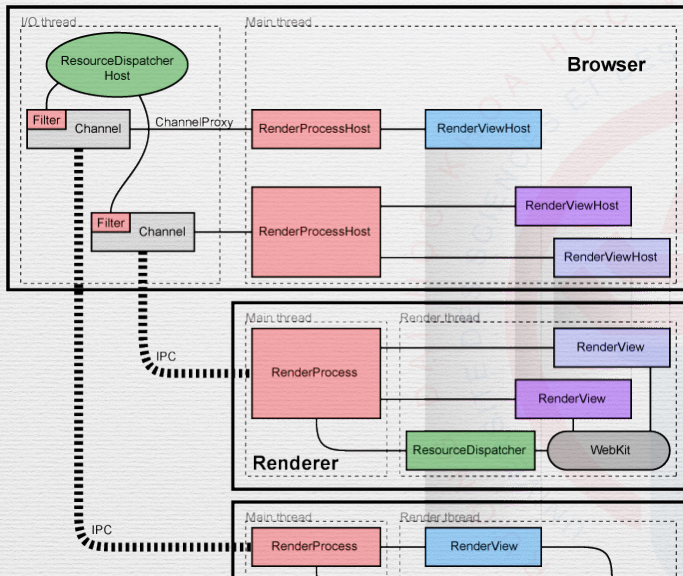 I/O thread
Main thread
ResourceDispatcher
Host
Browser
Filter
Channel
ChannelProxy
RenderProcessHost
RenderViewHost
Filter
Channel
RenderProcessHost
RenderViewHost
RenderViewHost
Main thread
Render thread
IPC
RenderProcess
RenderView
RenderView
Renderer
ResourceDispatcher
WebKit
Main thread
Render thread
IPC
RenderProcess
RenderView